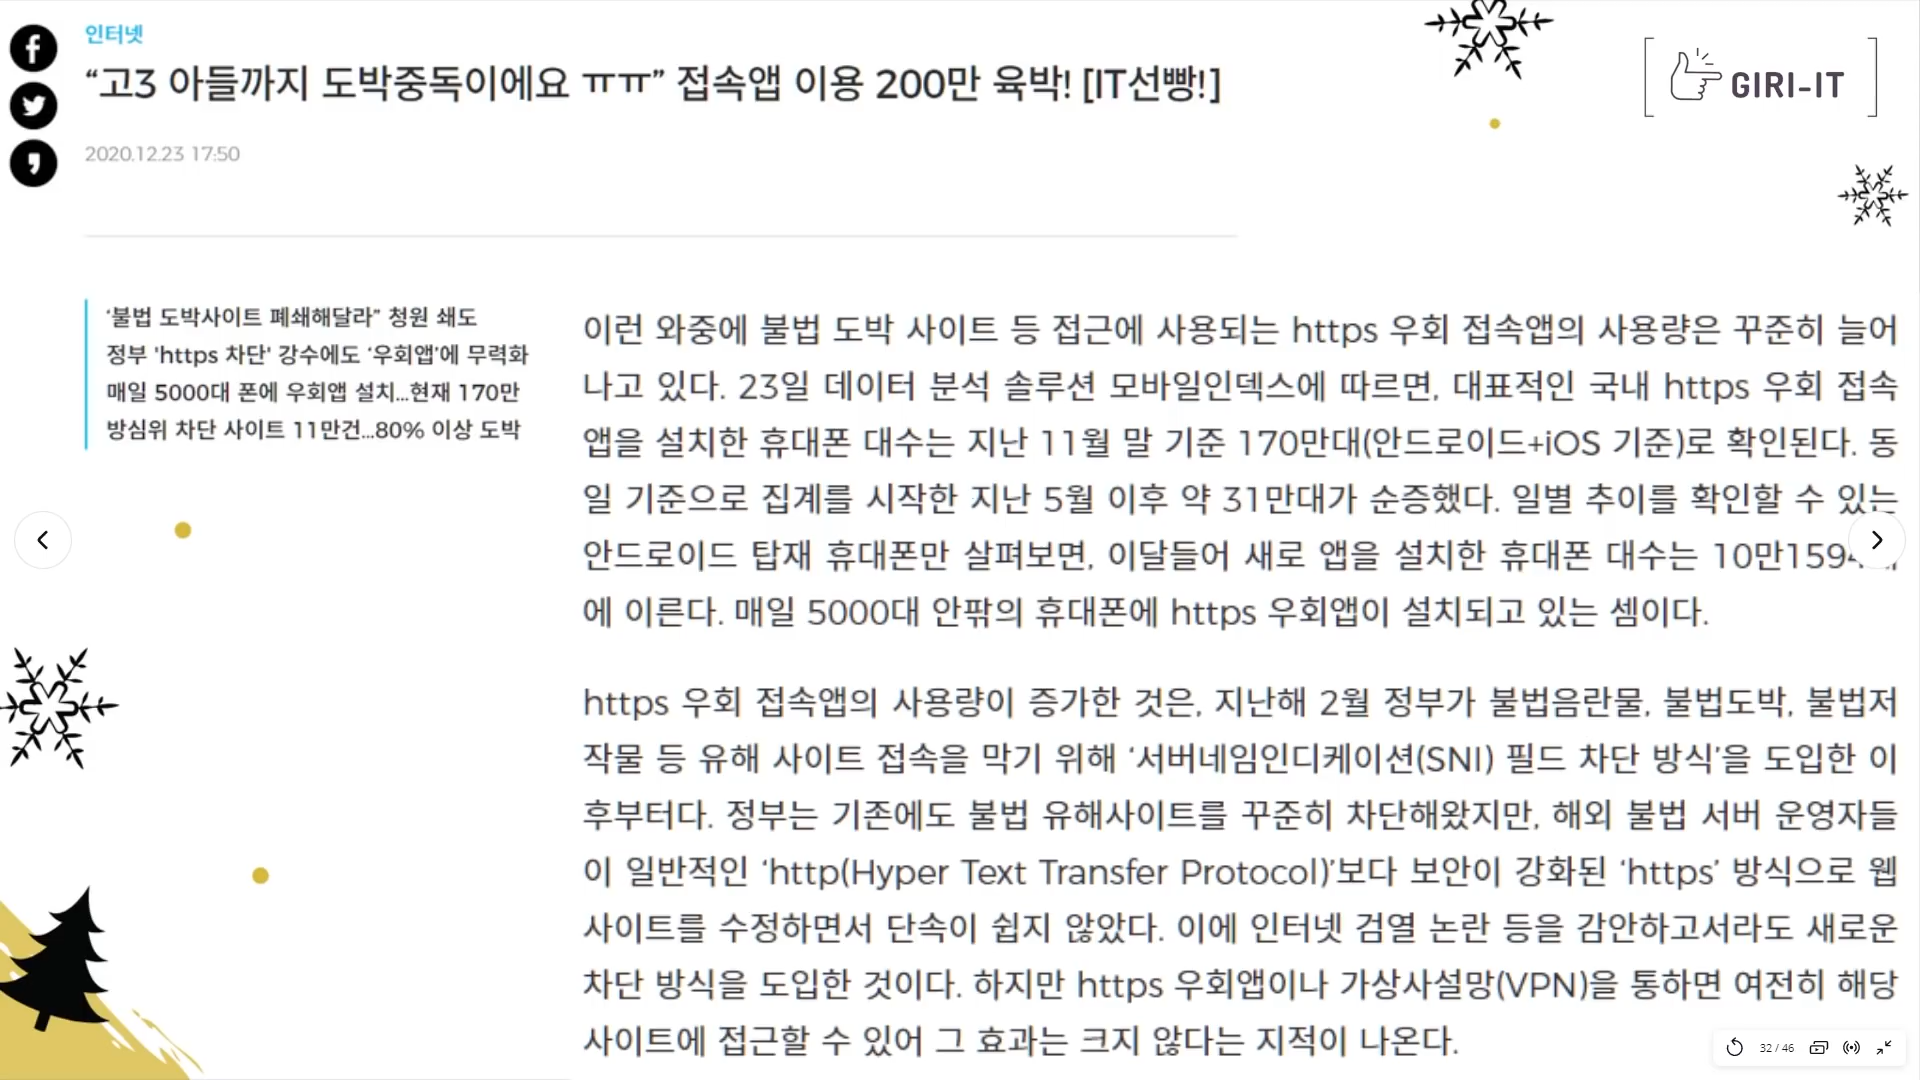 인터넷
“고3 아들까지 도박중독이에요 ㅠㅠ” 접속앱 이용 200만 육박! [IT선빵!]
GIRI-IT
2020.12.23 17:50
‘불법 도박사이트 폐쇄해달라” 청원 쇄도
정부 'https 차단' 강수에도 ‘우회앱’에 무력화
매일 5000대 폰에 우회앱 설치...현재 170만
방심위 차단 사이트 11만건...80% 이상 도박
이런 와중에 불법 도박 사이트 등 접근에 사용되는 https 우회 접속앱의 사용량은 꾸준히 늘어
나고 있다. 23일 데이터 분석 솔루션 모바일인덱스에 따르면, 대표적인 국내 https 우회 접속
앱을 설치한 휴대폰 대수는 지난 11월 말 기준 170만대(안드로이드+iOS 기준)로 확인된다. 동
일 기준으로 집계를 시작한 지난 5월 이후 약 31만대가 순증했다. 일별 추이를 확인할 수 있는
안드로이드 탑재 휴대폰만 살펴보면, 이달들어 새로 앱을 설치한 휴대폰 대수는
에 이른다. 매일 5000대 안팎의 휴대폰에 https 우회앱이 설치되고 있는 셈이다.
https 우회 접속앱의 사용량이 증가한 것은, 지난해 2월 정부가 불법음란물, 불법도박, 불법저
작물 등 유해 사이트 접속을 막기 위해 ‘서버네임인디케이션(SNI) 필드 차단 방식’을 도입한 이
후부터다. 정부는 기존에도 불법 유해사이트를 꾸준히 차단해왔지만, 해외 불법 서버 운영자들
이 일반적인 ‘http(Hyper Text Transfer Protocol)’보다 보안이 강화된 ‘https’ 방식으로 웹
사이트를 수정하면서 단속이 쉽지 않았다. 이에 인터넷 검열 논란 등을 감안하고서라도 새로운
차단 방식을 도입한 것이다. 하지만 https 우회앱이나 가상사설망(VPN)을 통하면 여전히 해당
사이트에 접근할 수 있어 그 효과는 크지 않다는 지적이 나온다.
32 / 46